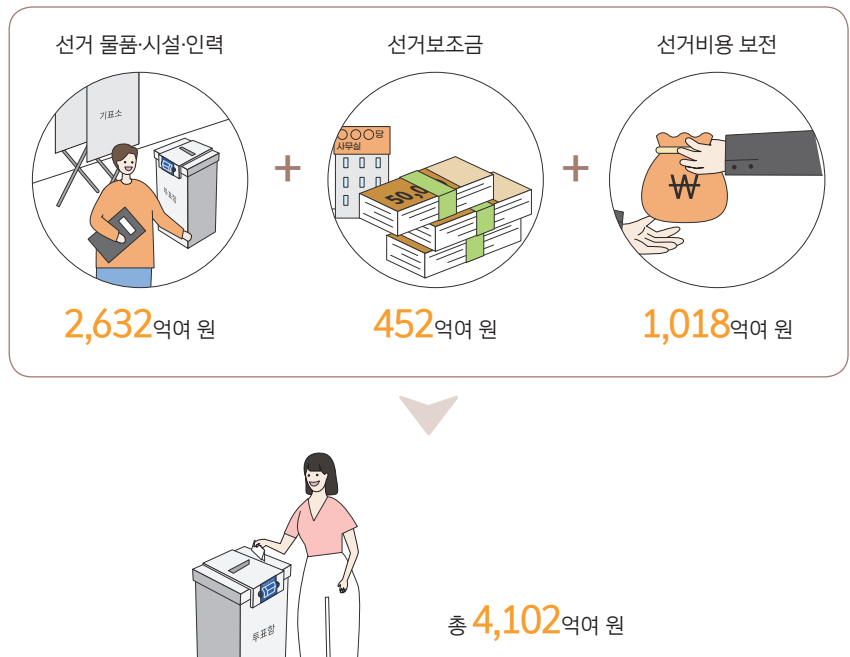 선거 물품·시설·인력
선거보조금
선거비용 보전
기표소
투표함
○○○당
사무실
50,0
₩
2,632억여 원
452억여 원
1,018억여 원
투표함
총 4,102억여 원